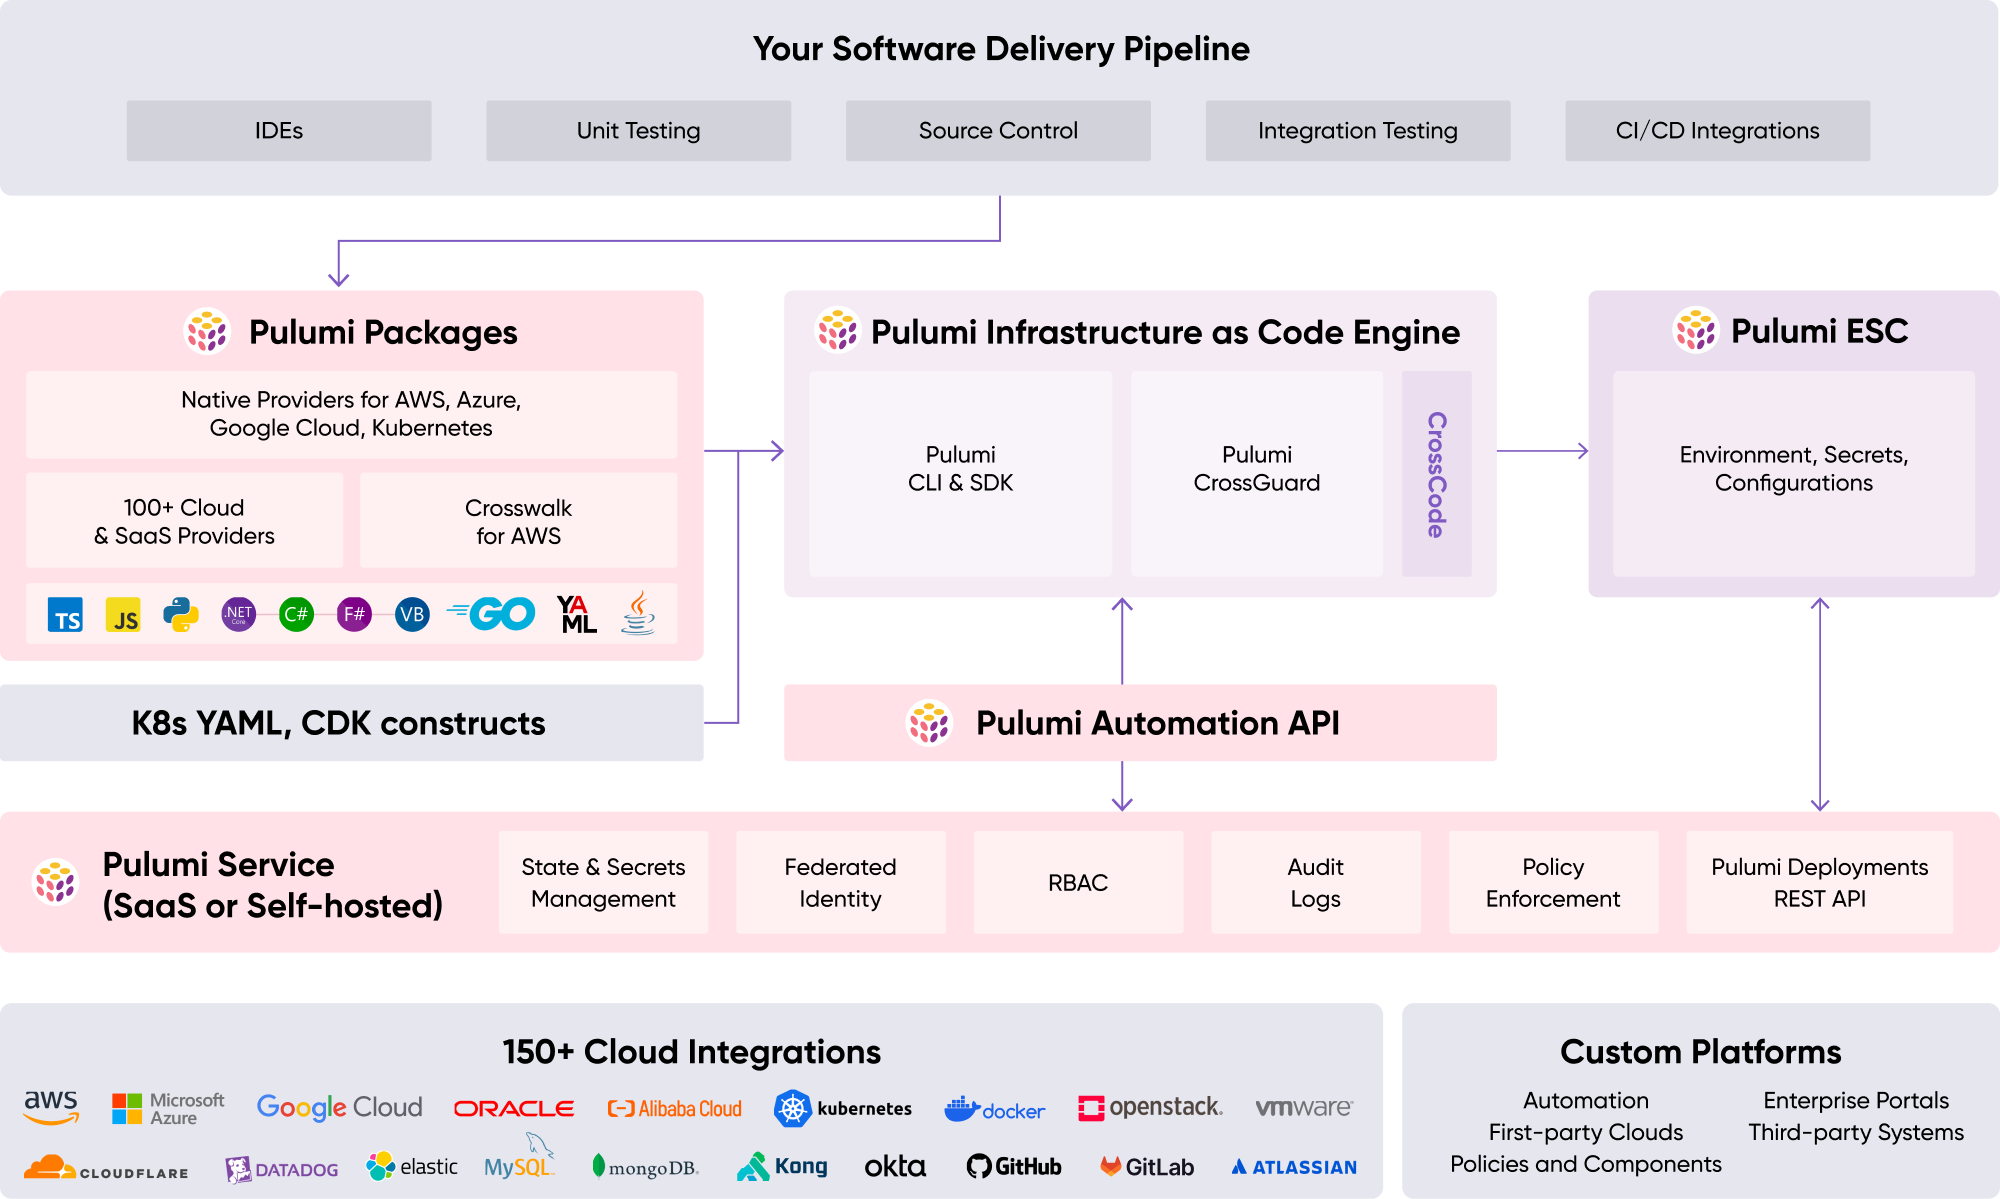 Your Software Delivery Pipeline
IDEs
Unit Testing
Source Control
Integration Testing
CI/CD Integrations
Pulumi Packages
Native Providers for AWS, Azure,
Google Cloud, Kubernetes
100+ Cloud
& SaaS Providers
Crosswalk
for AWS
TS
JS
.NET
Core
C#
F#
VB
GO
YA
ML
K8s YAML, CDK constructs
Pulumi Infrastructure as Code Engine
Pulumi
CLI & SDK
Pulumi
CrossGuard
CrossCode
Pulumi ESC
Environment, Secrets,
Configurations
Pulumi Automation API
Pulumi Service
(SaaS or Self-hosted)
State & Secrets
Management
Federated
Identity
RBAC
Audit
Logs
Policy
Enforcement
Pulumi Deployments
REST API
150+ Cloud Integrations
aws
Microsoft
Azure
Google Cloud
ORACLE
Alibaba Cloud
kubernetes
docker
openstack.
vmware
CLOUDFLARE
DATADOG
elastic
MySQL
mongoDB
Kong
okta
GitHub
GitLab
ATLASSIAN
Custom Platforms
Automation
First-party Clouds
Policies and Components
Enterprise Portals
Third-party Systems